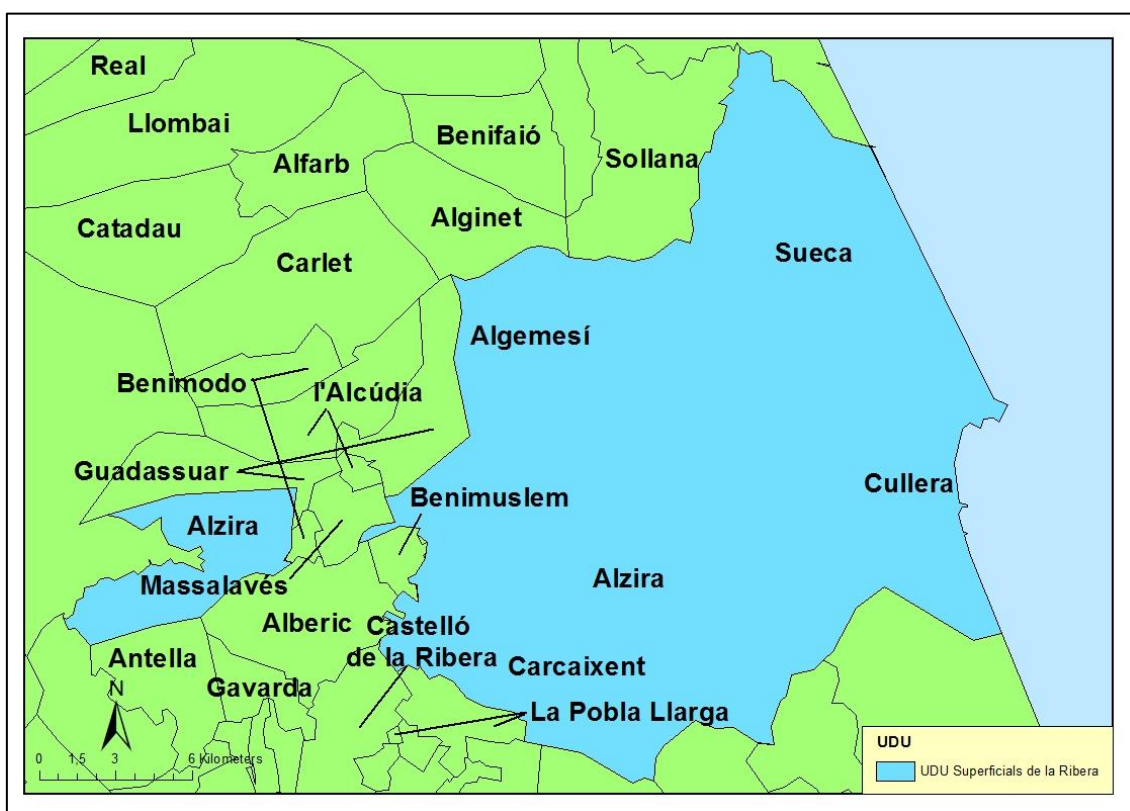 Real
Llombai
Benifaió
Alfarb
Sollana
Catadau
Alginet
Sueca
Carlet
Algemesí
Benimodo
l'Alcúdia
Guadassuar
Benimuslem
Cullera
Alzira
Massalavés
Alzira
Alberic
Castelló
de la Ribera
Antella
Carcaixent
Gavarda
La Pobla Llarga
N
0 1,5 3 6 Kilometers
UDU
UDU Superficials de la Ribera